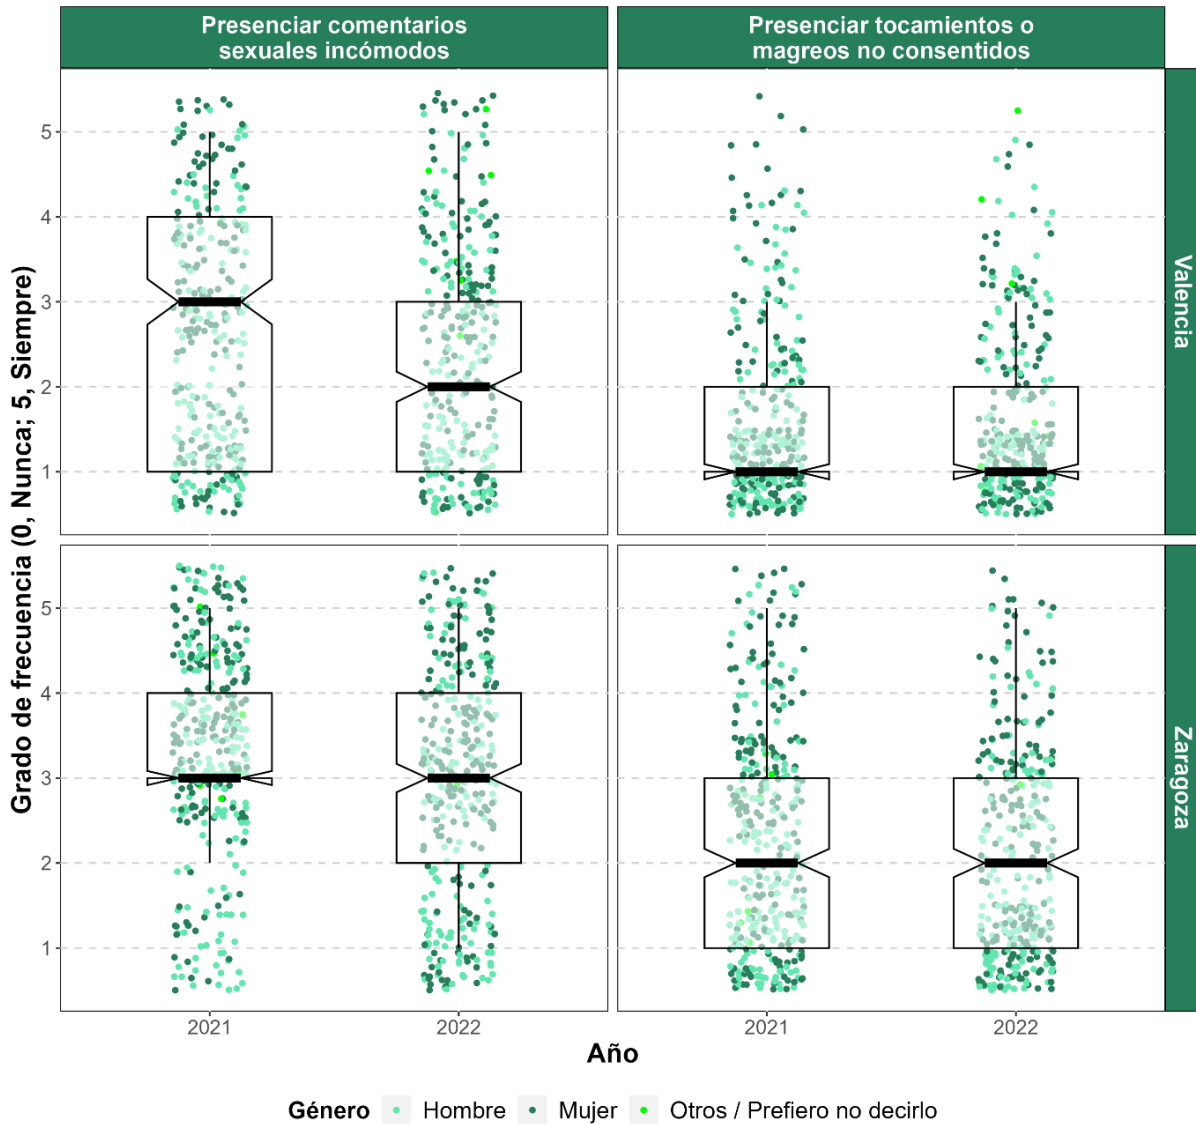 Presenciar comentarios
sexuales incómodos
Presenciar tocamientos o
magreos no consentidos
Grado de frecuencia (0, Nunca; 5, Siempre)
5
4
3
2
1
Valencia
5
4
3
2
1
Zaragoza
2021
2022
2021
2022
Año
Género
Hombre
Mujer
Otros / Prefiero no decirlo